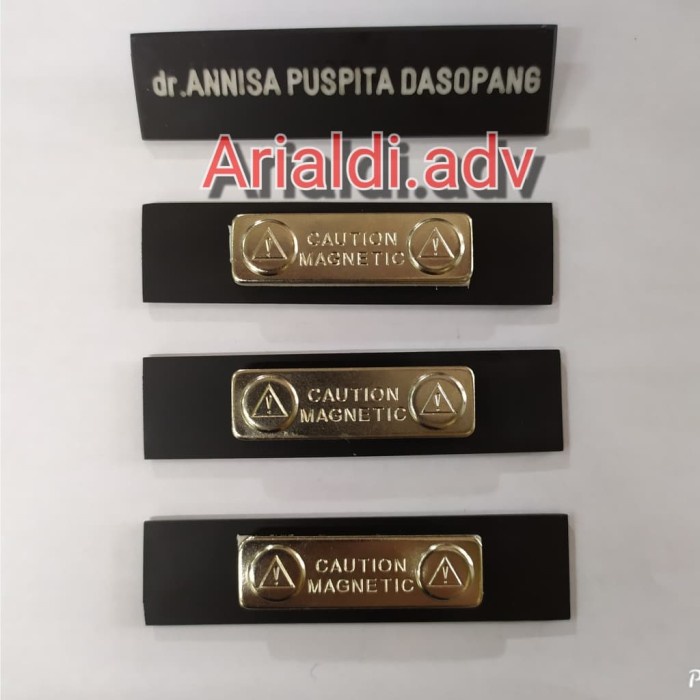 dr.ANNISA PUSPITA DASOPANG
Arialdi.adv
CAUTION
MAGNETIC
CAUTION
MAGNETIC
CAUTION
MAGNETIC